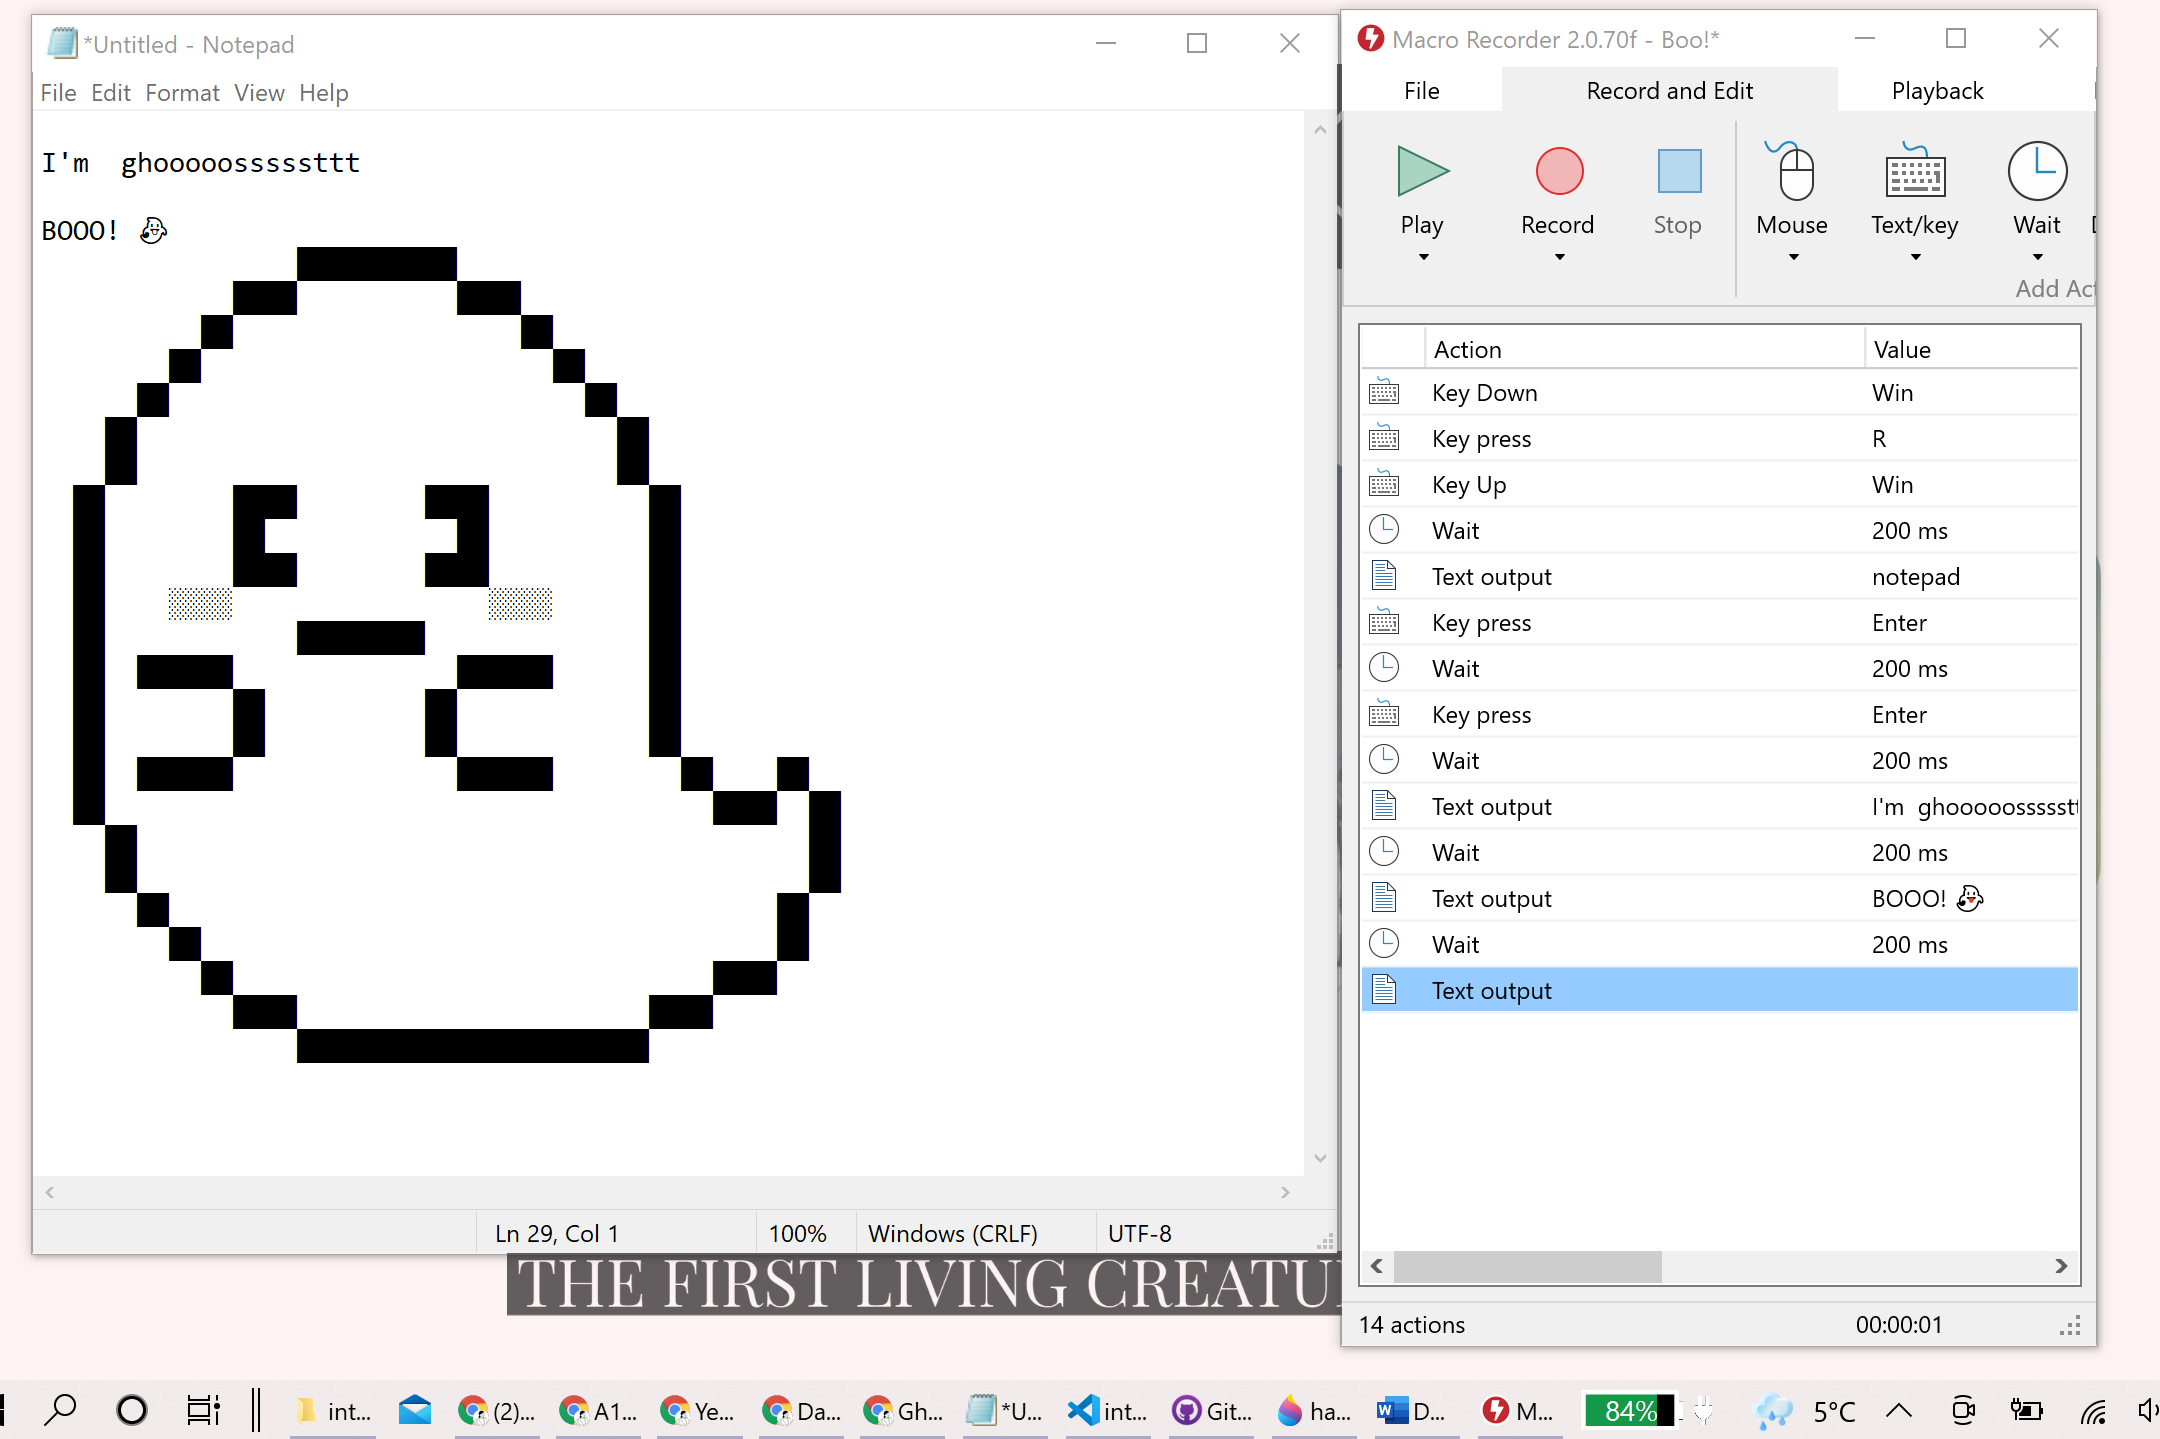 *Untitled - Notepad
File Edit Format View Help
I'm  ghooooosssssttt
BOOO! 👻
Ln 29, Col 1
100%
Windows (CRLF)
UTF-8
THE FIRST LIVING CREATU
Macro Recorder 2.0.70f - Boo!*
File
Record and Edit
Playback
Play
Record
Stop
Mouse
Text/key
Wait
Add Act
Action Value
Key Down Win
Key press R
Key Up Win
Wait 200 ms
Text output notepad
Key press Enter
Wait 200 ms
Key press Enter
Wait 200 ms
Text output I'm  ghooooossssstt
Wait 200 ms
Text output BOOO! 👻
Wait 200 ms
Text output
14 actions
00:00:01
int...
(2)...
A1...
Ye...
Da...
Gh...
*U...
int...
Git...
ha...
D...
M...
84%
5°C